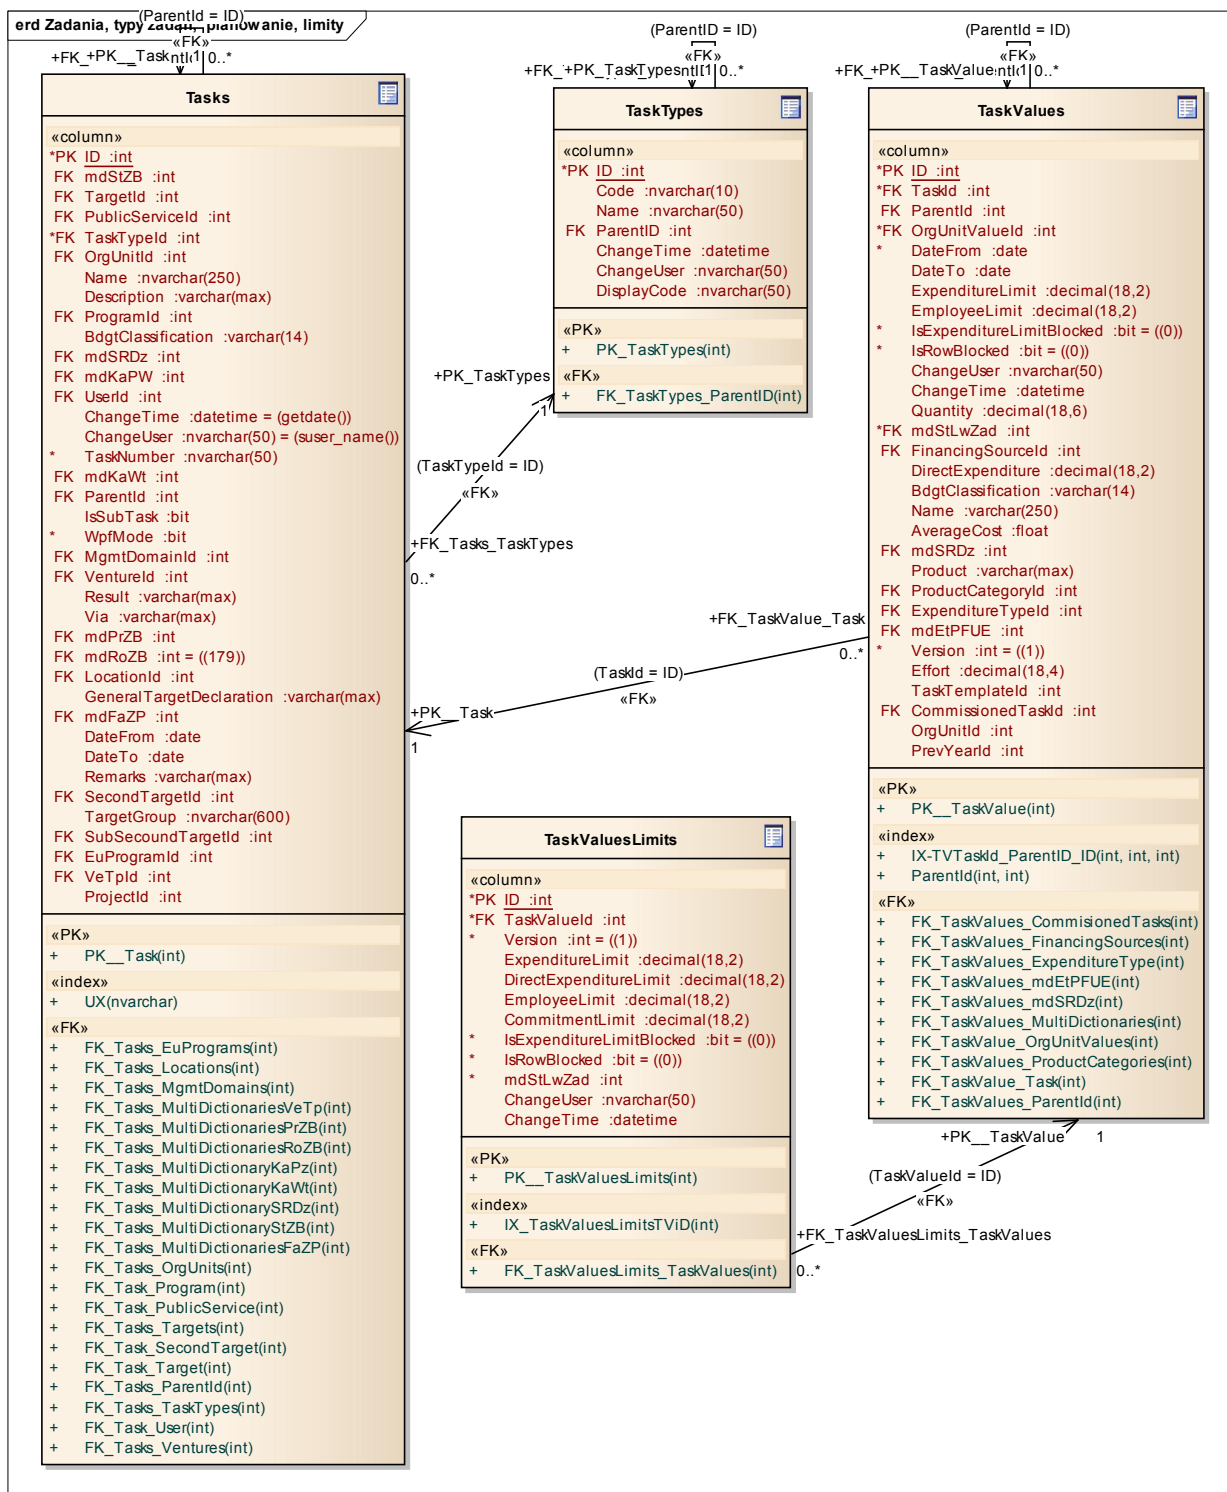 erd Zadania, typy zadań, planowanie, limity
(ParentId = ID)
«FK»
+PK__Task
1
0..*
Tasks
«column»
*PK ID :int
FK mdStZB :int
FK TargetId :int
FK PublicServiceId :int
*FK TaskTypeId :int
FK OrgUnitId :int
Name :nvarchar(250)
Description :varchar(max)
FK ProgramId :int
BdgtClassification :varchar(14)
FK mdSRDz :int
FK mdKaPW :int
FK UserId :int
ChangeTime :datetime = (getdate())
ChangeUser :nvarchar(50) = (suser_name())
* TaskNumber :nvarchar(50)
FK mdKaWt :int
FK ParentId :int
IsSubTask :bit
* WpfMode :bit
FK MgmtDomainId :int
FK VentureId :int
Result :varchar(max)
Via :varchar(max)
FK mdPrZB :int
FK mdRoZB :int = ((179))
FK LocationId :int
GeneralTargetDeclaration :varchar(max)
FK mdFaZP :int
DateFrom :date
DateTo :date
Remarks :varchar(max)
FK SecondTargetId :int
TargetGroup :nvarchar(600)
FK SubSecoundTargetId :int
FK EuProgramId :int
FK VeTpId :int
ProjectId :int
«PK»
+ PK__Task(int)
«index»
+ UX(nvarchar)
«FK»
+ FK_Tasks_EuPrograms(int)
+ FK_Tasks_Locations(int)
+ FK_Tasks_MgmtDomains(int)
+ FK_Tasks_MultiDictionariesVeTp(int)
+ FK_Tasks_MultiDictionariesPrZB(int)
+ FK_Tasks_MultiDictionariesRoZB(int)
+ FK_Tasks_MultiDictionaryKaPz(int)
+ FK_Tasks_MultiDictionaryKaWt(int)
+ FK_Tasks_MultiDictionarySRDz(int)
+ FK_Tasks_MultiDictionaryStZB(int)
+ FK_Tasks_MultiDictionariesFaZP(int)
+ FK_Tasks_OrgUnits(int)
+ FK_Task_Program(int)
+ FK_Task_PublicService(int)
+ FK_Tasks_Targets(int)
+ FK_Task_SecondTarget(int)
+ FK_Task_Target(int)
+ FK_Tasks_ParentId(int)
+ FK_Tasks_TaskTypes(int)
+ FK_Task_User(int)
+ FK_Tasks_Ventures(int)
(ParentID = ID)
«FK»
+PK_TaskTypes
1
0..*
TaskTypes
«column»
*PK ID :int
Code :nvarchar(10)
Name :nvarchar(50)
FK ParentID :int
ChangeTime :datetime
ChangeUser :nvarchar(50)
DisplayCode :nvarchar(50)
«PK»
+ PK_TaskTypes(int)
«FK»
+ FK_TaskTypes_ParentID(int)
+PK_TaskTypes
1
(TaskTypeId = ID)
«FK»
+FK_Tasks_TaskTypes
0..*
(ParentId = ID)
«FK»
+PK__TaskValue
1
0..*
TaskValues
«column»
*PK ID :int
*FK TaskId :int
FK ParentId :int
*FK OrgUnitValueId :int
* DateFrom :date
DateTo :date
ExpenditureLimit :decimal(18,2)
EmployeeLimit :decimal(18,2)
* IsExpenditureLimitBlocked :bit = ((0))
* IsRowBlocked :bit = ((0))
ChangeUser :nvarchar(50)
ChangeTime :datetime
Quantity :decimal(18,6)
*FK mdStLwZad :int
FK FinancingSourceId :int
DirectExpenditure :decimal(18,2)
BdgtClassification :varchar(14)
Name :varchar(250)
AverageCost :float
FK mdSRDz :int
Product :varchar(max)
FK ProductCategoryId :int
FK ExpenditureTypeId :int
FK mdEtPFUE :int
* Version :int = ((1))
Effort :decimal(18,4)
TaskTemplateId :int
FK CommissionedTaskId :int
OrgUnitId :int
PrevYearId :int
«PK»
+ PK__TaskValue(int)
«index»
+ IX-TVTaskId_ParentID_ID(int, int, int)
+ ParentId(int, int)
«FK»
+ FK_TaskValues_CommisionedTasks(int)
+ FK_TaskValues_FinancingSources(int)
+ FK_TaskValues_ExpenditureType(int)
+ FK_TaskValues_mdEtPFUE(int)
+ FK_TaskValues_mdSRDz(int)
+ FK_TaskValues_MultiDictionaries(int)
+ FK_TaskValue_OrgUnitValues(int)
+ FK_TaskValues_ProductCategories(int)
+ FK_TaskValue_Task(int)
+ FK_TaskValues_ParentId(int)
+FK_TaskValue_Task
0..*
(TaskId = ID)
«FK»
+PK__Task
1
TaskValuesLimits
«column»
*PK ID :int
*FK TaskValueId :int
* Version :int = ((1))
ExpenditureLimit :decimal(18,2)
DirectExpenditureLimit :decimal(18,2)
EmployeeLimit :decimal(18,2)
CommitmentLimit :decimal(18,2)
* IsExpenditureLimitBlocked :bit = ((0))
* IsRowBlocked :bit = ((0))
* mdStLwZad :int
ChangeUser :nvarchar(50)
ChangeTime :datetime
«PK»
+ PK__TaskValuesLimits(int)
«index»
+ IX_TaskValuesLimitsTViD(int)
«FK»
+ FK_TaskValuesLimits_TaskValues(int)
+PK__TaskValue
1
(TaskValueId = ID)
«FK»
+FK_TaskValuesLimits_TaskValues
0..*